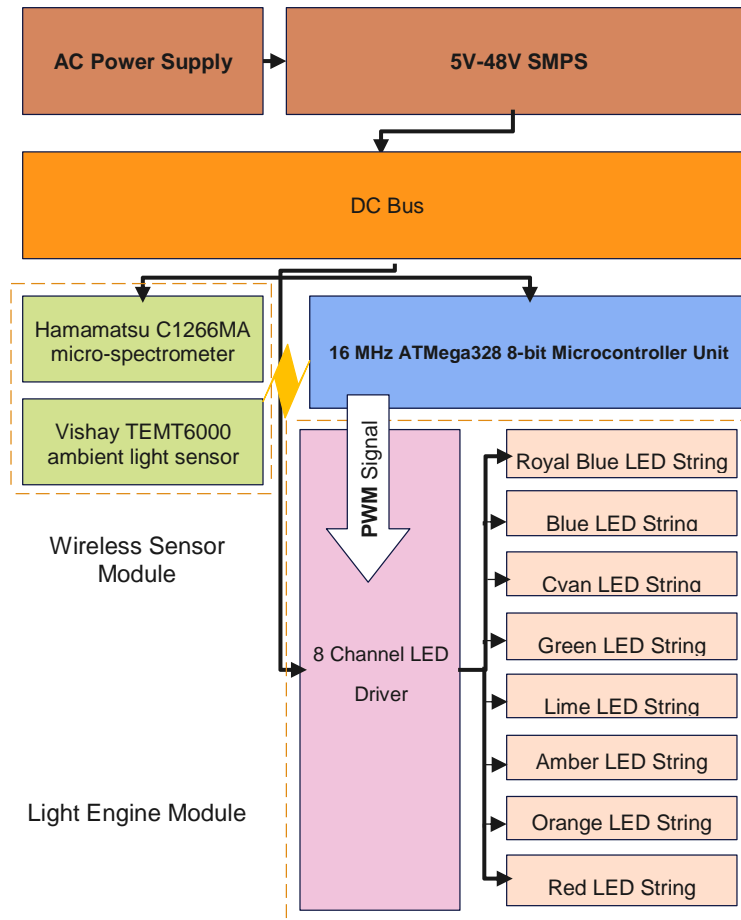 AC Power Supply
5V-48V SMPS
DC Bus
Hamamatsu C1266MA
micro-spectrometer
16 MHz ATMega328 8-bit Microcontroller Unit
Vishay TEMT6000
ambient light sensor
Wireless Sensor
Module
PWM Signal
8 Channel LED
Driver
Royal Blue LED String
Blue LED String
Cyan LED String
Green LED String
Lime LED String
Amber LED String
Orange LED String
Red LED String
Light Engine Module